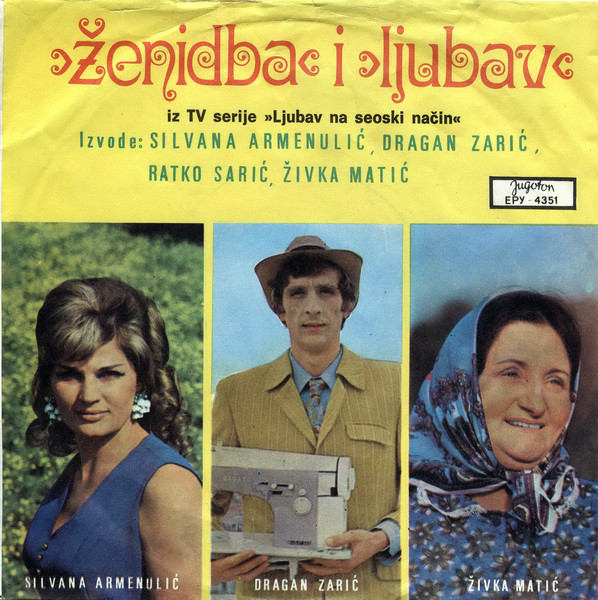 »ženidba« i »ljubav«
iz TV serije »Ljubav na seoski način«
Izvode: SILVANA ARMENULIĆ, DRAGAN ZARIĆ,
RATKO SARIĆ, ŽIVKA MATIĆ
Jugoton
EPY - 4351
BAGAT
SILVANA ARMENULIĆ
DRAGAN ZARIĆ
ŽIVKA MATIĆ